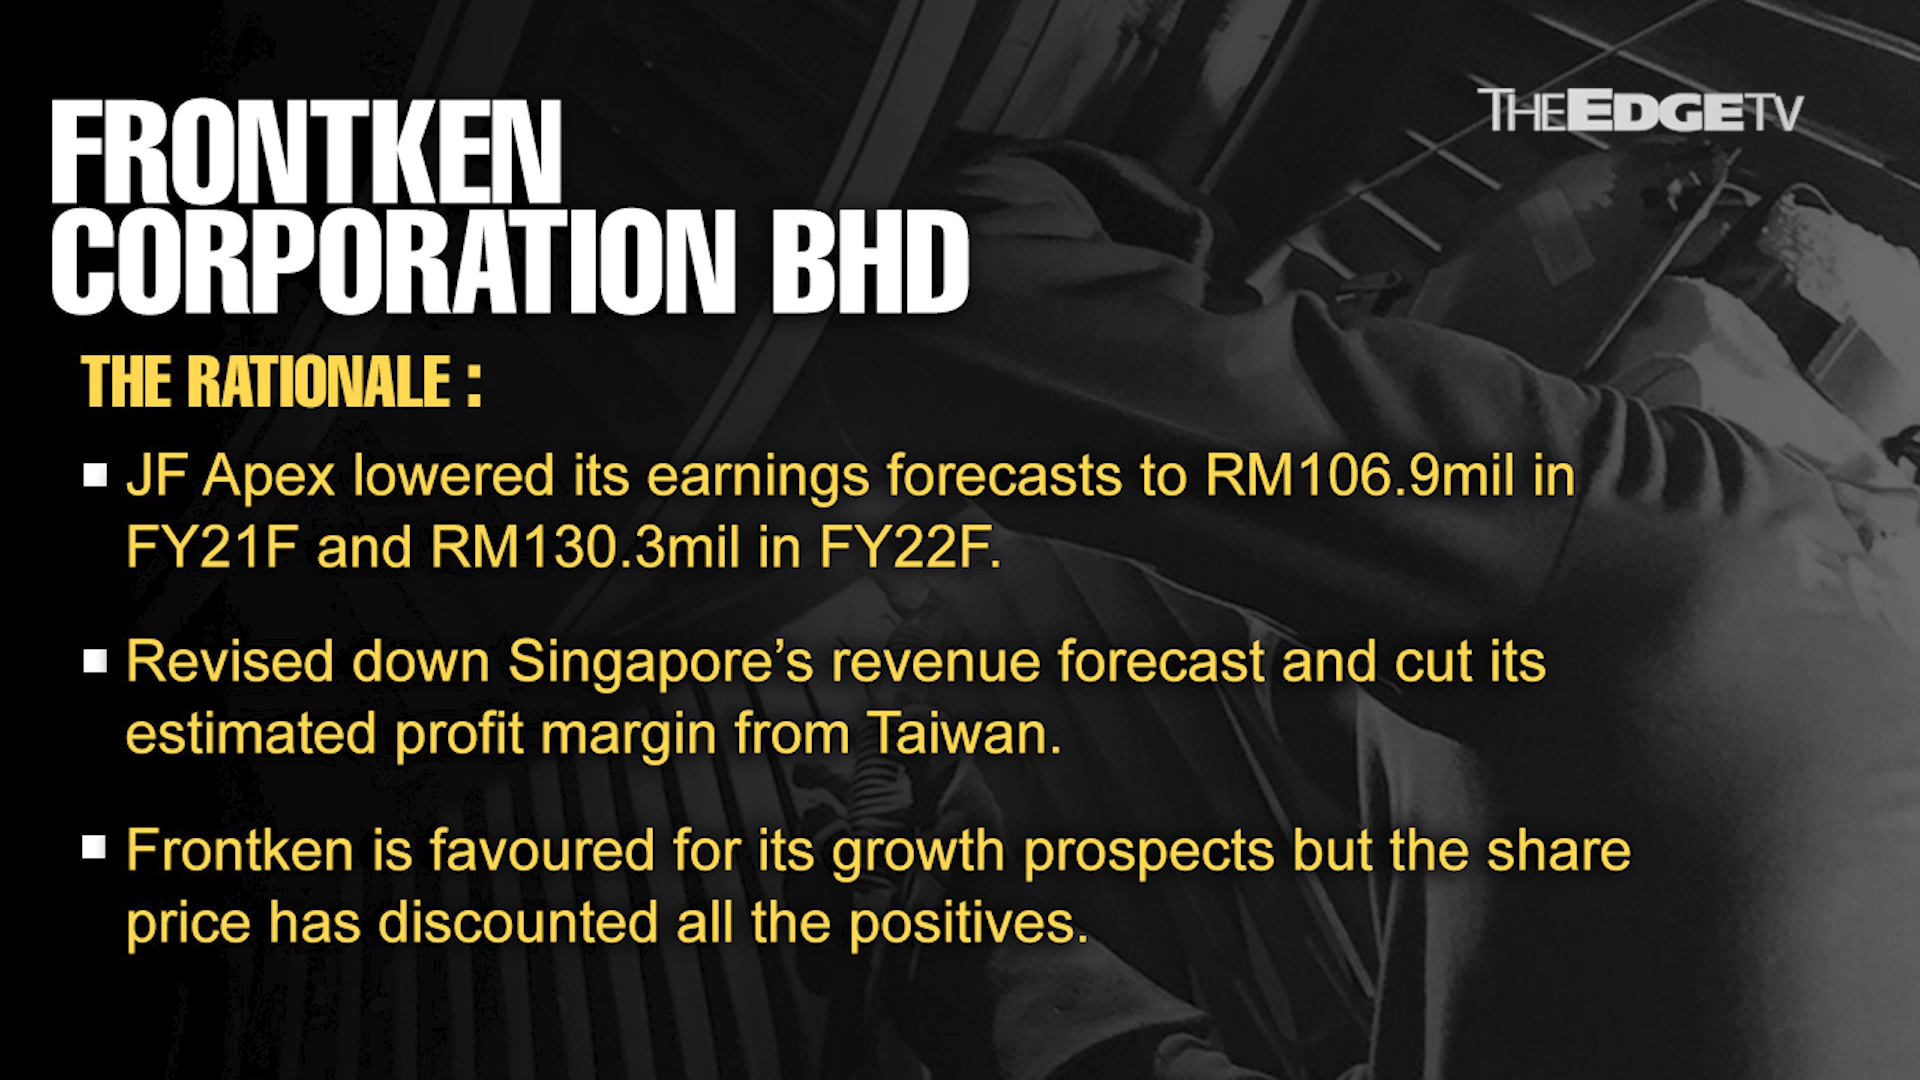 FRONTKEN
CORPORATION BHD
THEEDGETV
THE RATIONALE :
JF Apex lowered its earnings forecasts to RM106.9mil in
FY21F and RM130.3mil in FY22F.
Revised down Singapore’s revenue forecast and cut its
estimated profit margin from Taiwan.
Frontken is favoured for its growth prospects but the share
price has discounted all the positives.